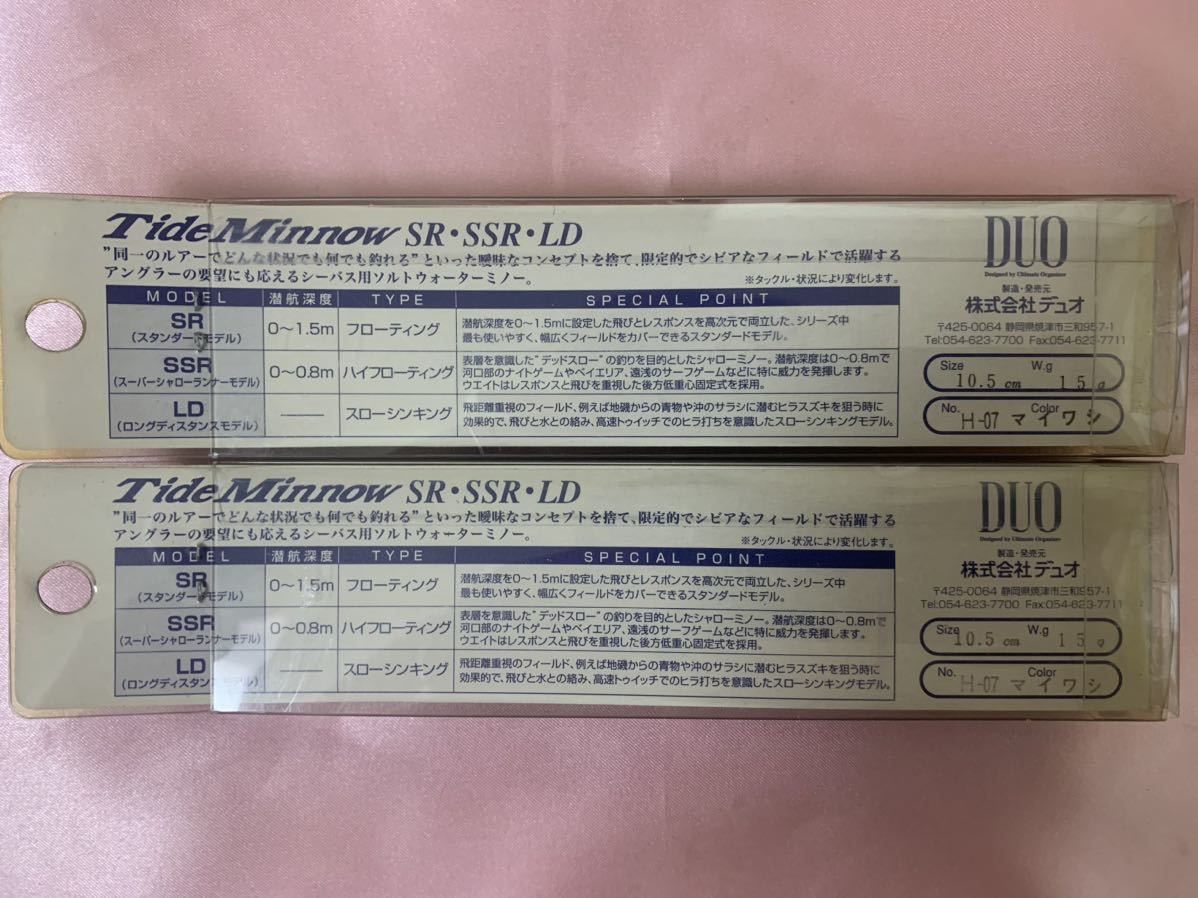 Tide Minnow SR・SSR・LD
"同一のルアーでどんな状況でも何でも釣れる"といった曖昧なコンセプトを捨て、限定的でシビアなフィールドで活躍する
アングラーの要望にも応えるシーバス用ソルトウォーターミノー。
※タックル・状況により変化します。
MODEL 潜航深度 TYPE SPECIAL POINT
SR
(スタンダードモデル)
0〜1.5m フローティング
潜航深度を0〜1.5mに設定した飛びとレスポンスを高次元で両立した、シリーズ中
最も使いやすく、幅広くフィールドをカバーできるスタンダードモデル。
SSR
(スーパーシャローランナーモデル)
0〜0.8m ハイフローティング
表層を意識した"デッドスロー"の釣りを目的としたシャローミノー。潜航深度は0〜0.8mで
河口部のナイトゲームやベイエリア、遠浅のサーフゲームなどに特に威力を発揮します。
ウエイトはレスポンスと飛びを重視した後方低重心固定式を採用。
LD
(ロングディスタンスモデル)
—— スローシンキング
飛距離重視のフィールド、例えば地磯からの青物や沖のサラシに潜むヒラスズキを狙う時に
効果的で、飛びと水との絡み、高速トゥイッチでのヒラ打ちを意識したスローシンキングモデル。
DUO
Designed by Ultimate Organizer
製造・発売元
株式会社デュオ
〒425-0064 静岡県焼津市三和957-1
Tel:054-623-7700 Fax:054-623-7711
Size 10.5cm W.g 15g
No. H-07 Color マイワシ
Tide Minnow SR・SSR・LD
"同一のルアーでどんな状況でも何でも釣れる"といった曖昧なコンセプトを捨て、限定的でシビアなフィールドで活躍する
アングラーの要望にも応えるシーバス用ソルトウォーターミノー。
※タックル・状況により変化します。
MODEL 潜航深度 TYPE SPECIAL POINT
SR
(スタンダードモデル)
0〜1.5m フローティング
潜航深度を0〜1.5mに設定した飛びとレスポンスを高次元で両立した、シリーズ中
最も使いやすく、幅広くフィールドをカバーできるスタンダードモデル。
SSR
(スーパーシャローランナーモデル)
0〜0.8m ハイフローティング
表層を意識した"デッドスロー"の釣りを目的としたシャローミノー。潜航深度は0〜0.8mで
河口部のナイトゲームやベイエリア、遠浅のサーフゲームなどに特に威力を発揮します。
ウエイトはレスポンスと飛びを重視した後方低重心固定式を採用。
LD
(ロングディスタンスモデル)
—— スローシンキング
飛距離重視のフィールド、例えば地磯からの青物や沖のサラシに潜むヒラスズキを狙う時に
効果的で、飛びと水との絡み、高速トゥイッチでのヒラ打ちを意識したスローシンキングモデル。
DUO
Designed by Ultimate Organizer
製造・発売元
株式会社デュオ
〒425-0064 静岡県焼津市三和957-1
Tel:054-623-7700 Fax:054-623-7711
Size 10.5cm W.g 15g
No. H-07 Color マイワシ